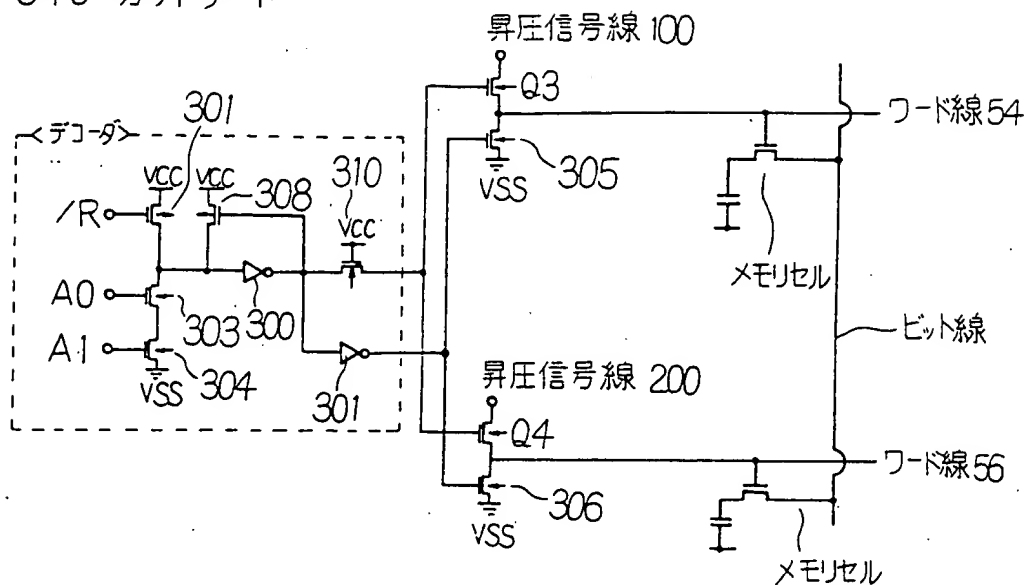 昇圧信号線 100
Q3
ワード線 54
305
VSS
メモリセル
ビット線
<デコーダ>
301
VCC
VCC
308
310
VCC
/R
A0
303
300
A1
304
VSS
301
昇圧信号線 200
Q4
ワード線 56
306
VSS
メモリセル